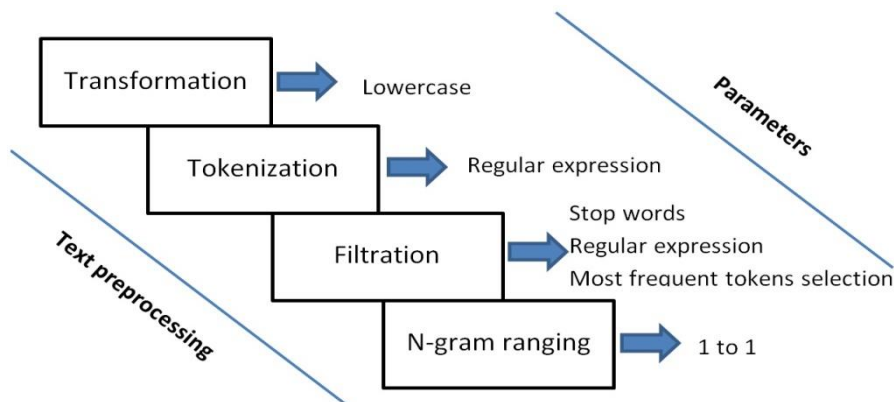 Transformation
Lowercase
Parameters
Tokenization
Regular expression
Text preprocessing
Filtration
Stop words
Regular expression
Most frequent tokens selection
N-gram ranging
1 to 1